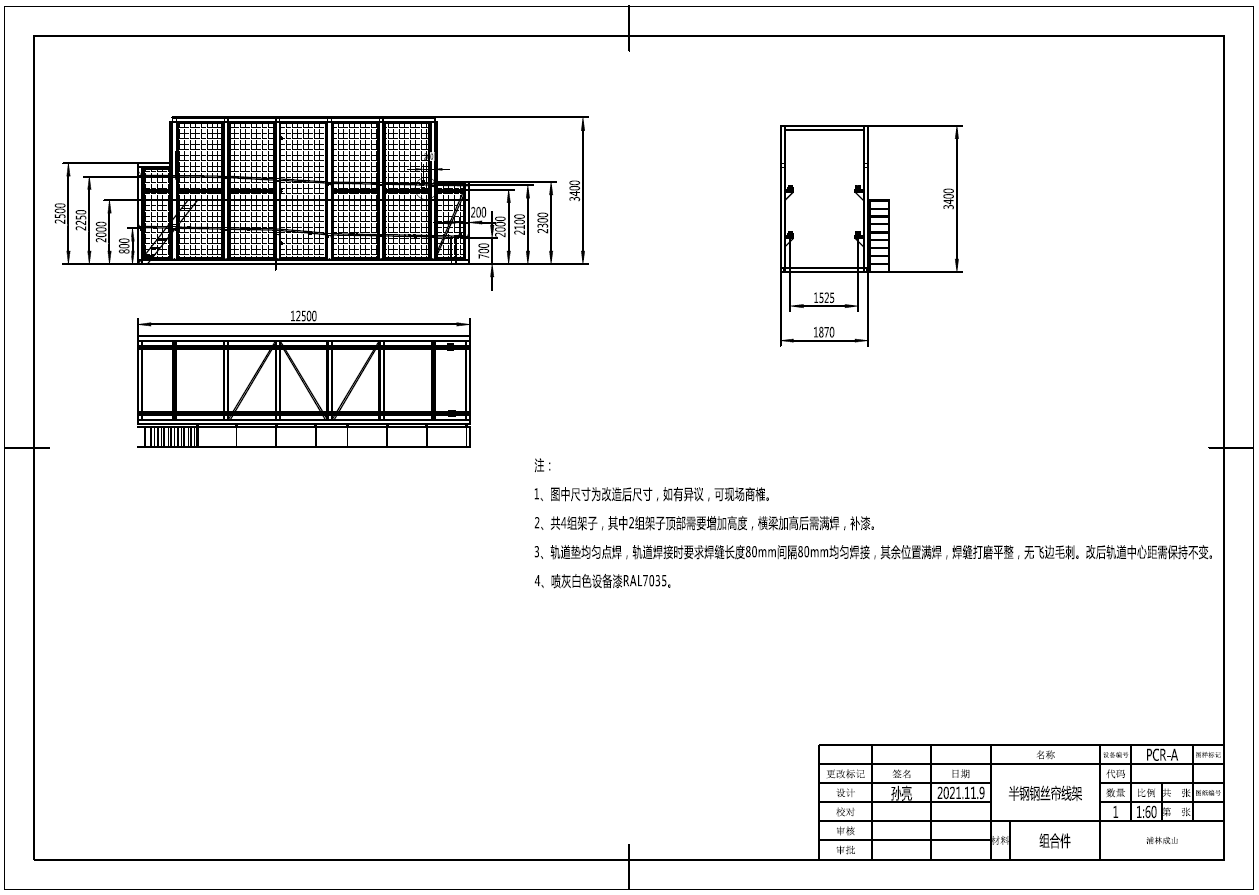 3400
2500
2250
2000
800
200
700
2000
2100
2300
3400
1525
1870
12500
注：
1、图中尺寸为改造后尺寸，如有异议，可现场商榷。
2、共4组架子，其中2组架子顶部需要增加高度，横梁加高后需满焊，补漆。
3、轨道垫均匀点焊，轨道焊接时要求焊缝长度80mm间隔80mm均匀焊接，其余位置满焊，焊缝打磨平整，无飞边毛刺。改后轨道中心距需保持不变。
4、喷灰白色设备漆RAL7035。
名称 设备编号 PCR-A 图样标记
更改标记 签名 日期 代码
设计 孙亮 2021.11.9 半钢钢丝帘线架 数量 比例 共 张 图纸编号
校对 1 1:60 第 张
审核
材料 组合件 浦林成山
审批